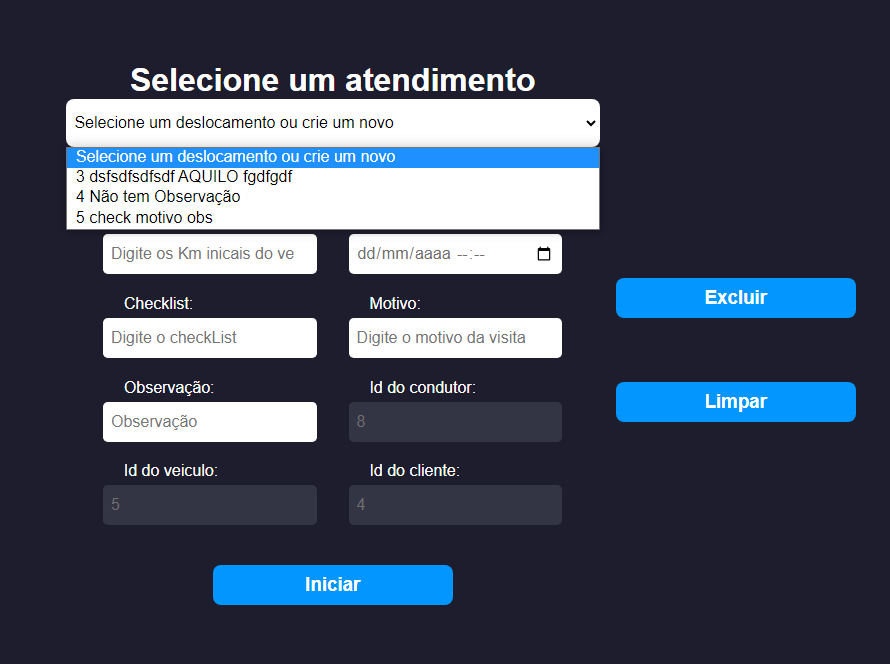 Selecione um atendimento
Selecione um deslocamento ou crie um novo
Selecione um deslocamento ou crie um novo
3 dsfsdfsdfsdf AQUILO fgdfgdf
4 Não tem Observação
5 check motivo obs
Digite os Km inicais do ve
dd/mm/aaaa --:--
Checklist:
Motivo:
Digite o checkList
Digite o motivo da visita
Observação:
Id do condutor:
Observação
8
Id do veiculo:
Id do cliente:
5
4
Excluir
Limpar
Iniciar